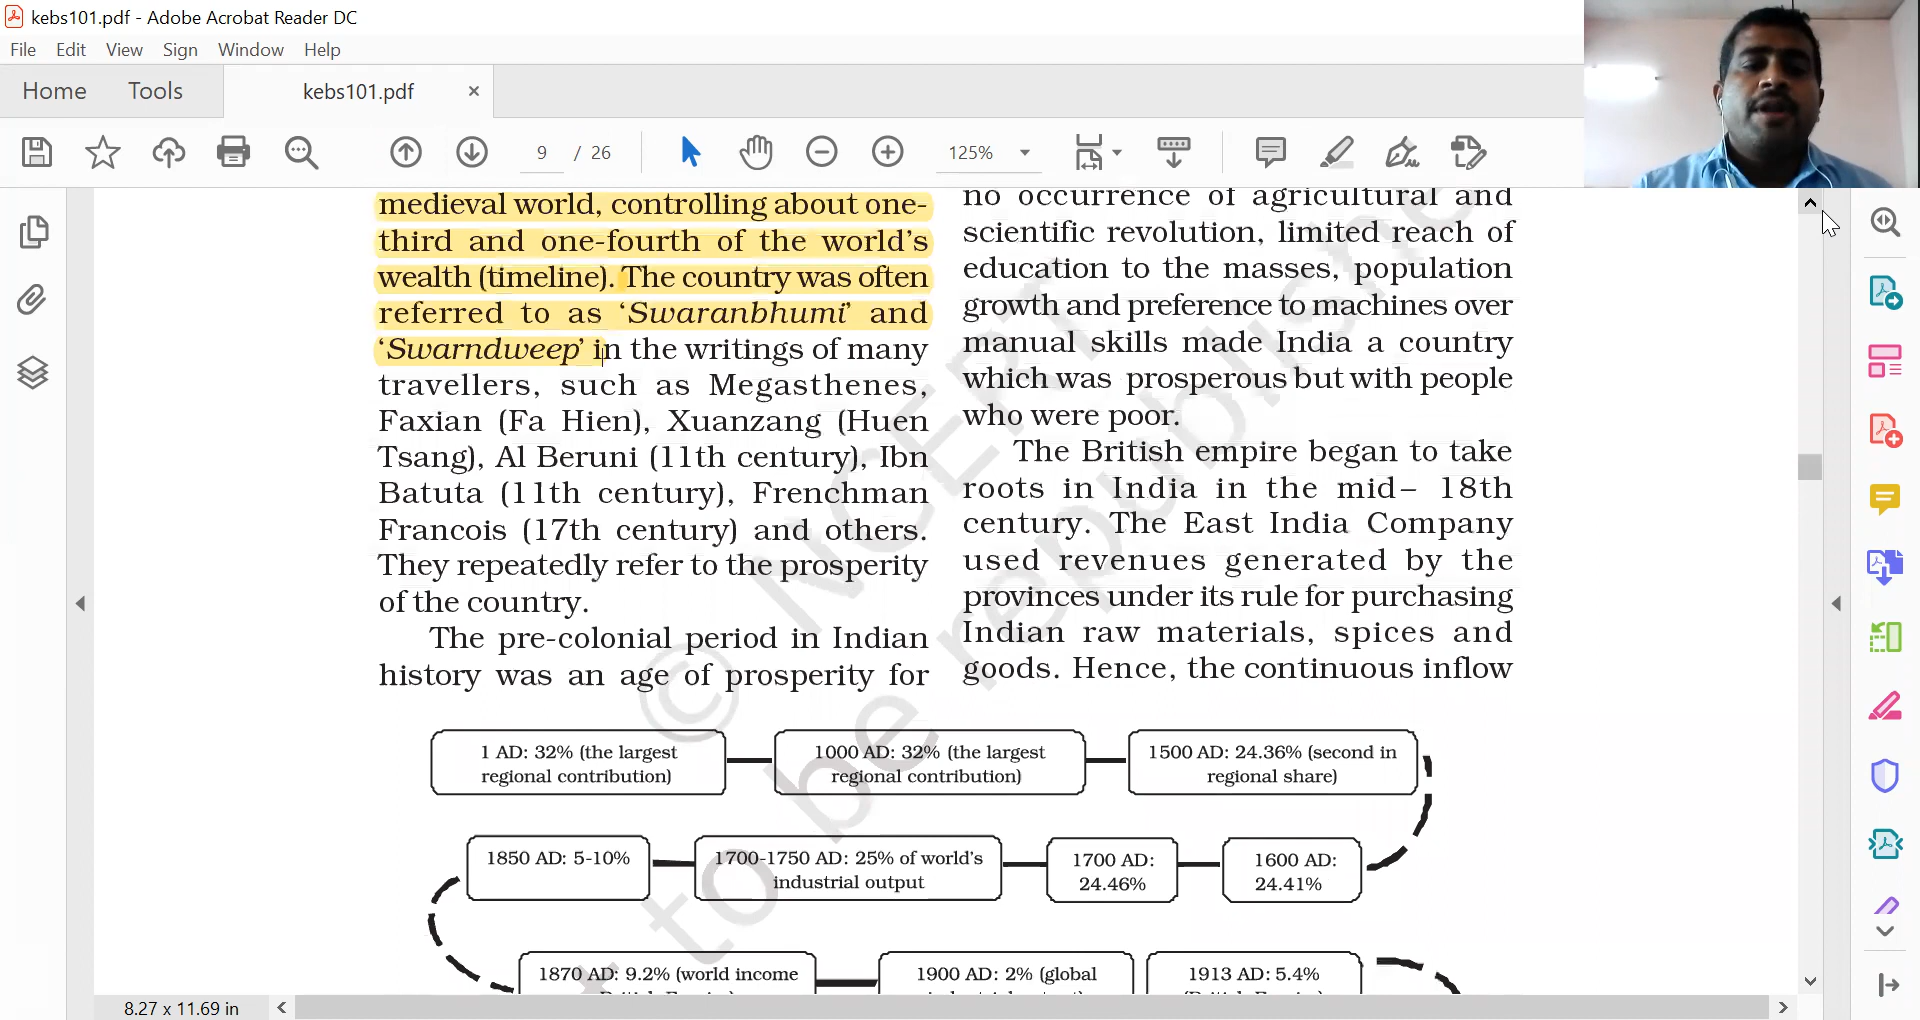 kebs101.pdf - Adobe Acrobat Reader DC
File Edit View Sign Window Help
Home Tools kebs101.pdf ×
9 / 26 125%
medieval world, controlling about one-
third and one-fourth of the world's
wealth (timeline). The country was often
referred to as 'Swaranbhumi' and
'Swarndweep' in the writings of many
travellers, such as Megasthenes,
Faxian (Fa Hien), Xuanzang (Huen
Tsang), Al Beruni (11th century), Ibn
Batuta (11th century), Frenchman
Francois (17th century) and others.
They repeatedly refer to the prosperity
of the country.
The pre-colonial period in Indian
history was an age of prosperity for
no occurrence of agricultural and
scientific revolution, limited reach of
education to the masses, population
growth and preference to machines over
manual skills made India a country
which was prosperous but with people
who were poor.
The British empire began to take
roots in India in the mid– 18th
century. The East India Company
used revenues generated by the
provinces under its rule for purchasing
Indian raw materials, spices and
goods. Hence, the continuous inflow
1 AD: 32% (the largest
regional contribution)
1000 AD: 32% (the largest
regional contribution)
1500 AD: 24.36% (second in
regional share)
1850 AD: 5-10%
1700-1750 AD: 25% of world's
industrial output
1700 AD:
24.46%
1600 AD:
24.41%
1870 AD: 9.2% (world income
1900 AD: 2% (global
1913 AD: 5.4%
© NCERT
to be republishe
8.27 x 11.69 in